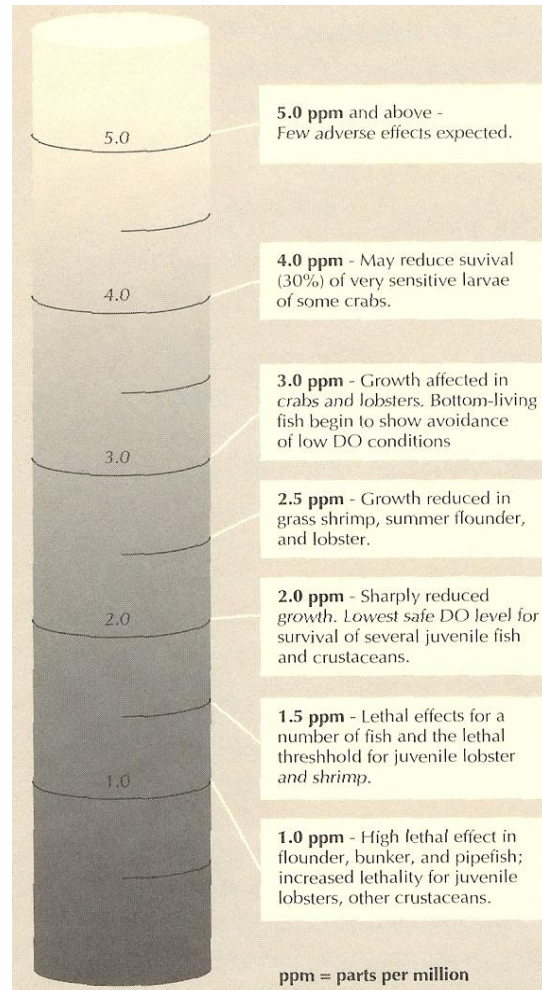 5.0
5.0 ppm and above -
Few adverse effects expected.
4.0
4.0 ppm - May reduce suvival
(30%) of very sensitive larvae
of some crabs.
3.0
3.0 ppm - Growth affected in
crabs and lobsters. Bottom-living
fish begin to show avoidance
of low DO conditions
2.5 ppm - Growth reduced in
grass shrimp, summer flounder,
and lobster.
2.0
2.0 ppm - Sharply reduced
growth. Lowest safe DO level for
survival of several juvenile fish
and crustaceans.
1.5 ppm - Lethal effects for a
number of fish and the lethal
threshhold for juvenile lobster
and shrimp.
1.0
1.0 ppm - High lethal effect in
flounder, bunker, and pipefish;
increased lethality for juvenile
lobsters, other crustaceans.
ppm = parts per million